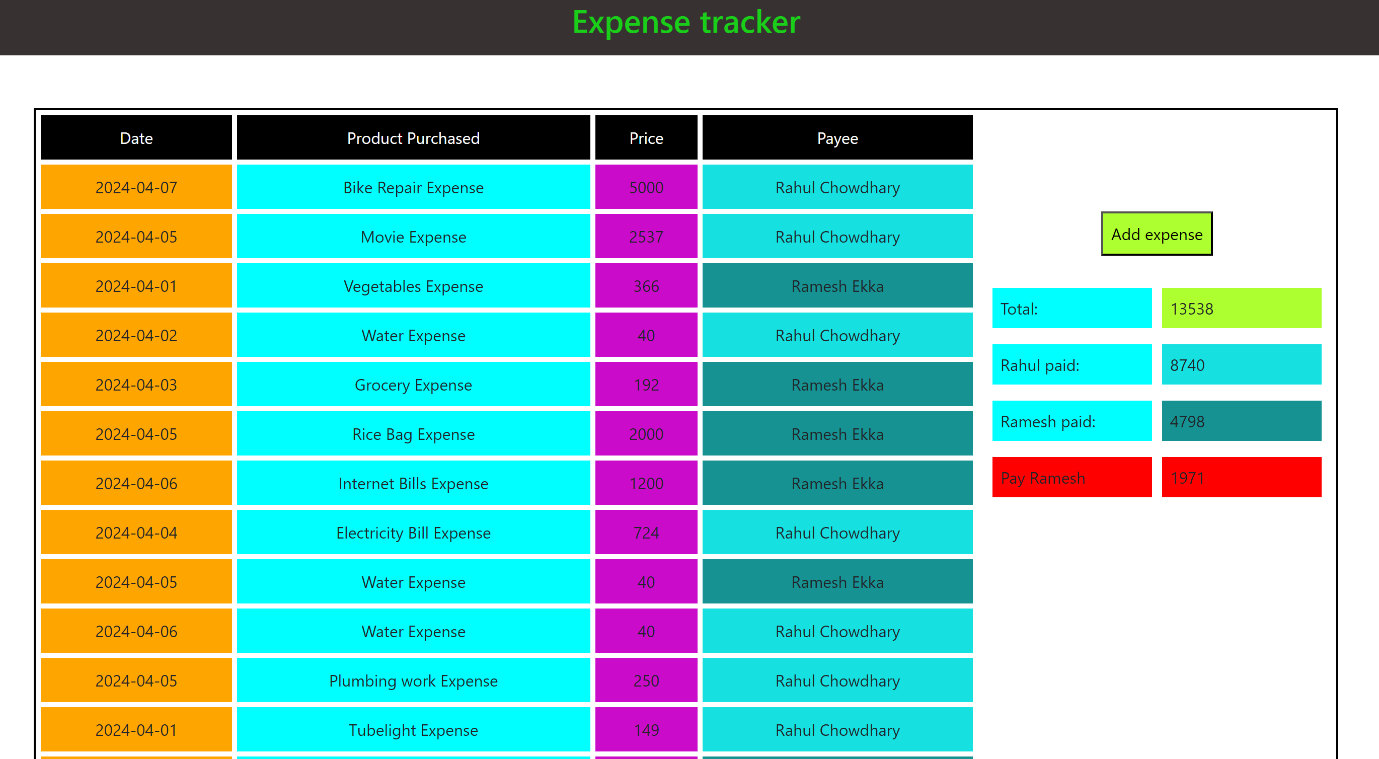 Expense tracker
Date Product Purchased Price Payee
2024-04-07 Bike Repair Expense 5000 Rahul Chowdhary
2024-04-05 Movie Expense 2537 Rahul Chowdhary
Add expense
2024-04-01 Vegetables Expense 366 Ramesh Ekka
Total: 13538
2024-04-02 Water Expense 40 Rahul Chowdhary
Rahul paid: 8740
2024-04-03 Grocery Expense 192 Ramesh Ekka
Ramesh paid: 4798
2024-04-05 Rice Bag Expense 2000 Ramesh Ekka
Pay Ramesh 1971
2024-04-06 Internet Bills Expense 1200 Ramesh Ekka
2024-04-04 Electricity Bill Expense 724 Rahul Chowdhary
2024-04-05 Water Expense 40 Ramesh Ekka
2024-04-06 Water Expense 40 Rahul Chowdhary
2024-04-05 Plumbing work Expense 250 Rahul Chowdhary
2024-04-01 Tubelight Expense 149 Rahul Chowdhary